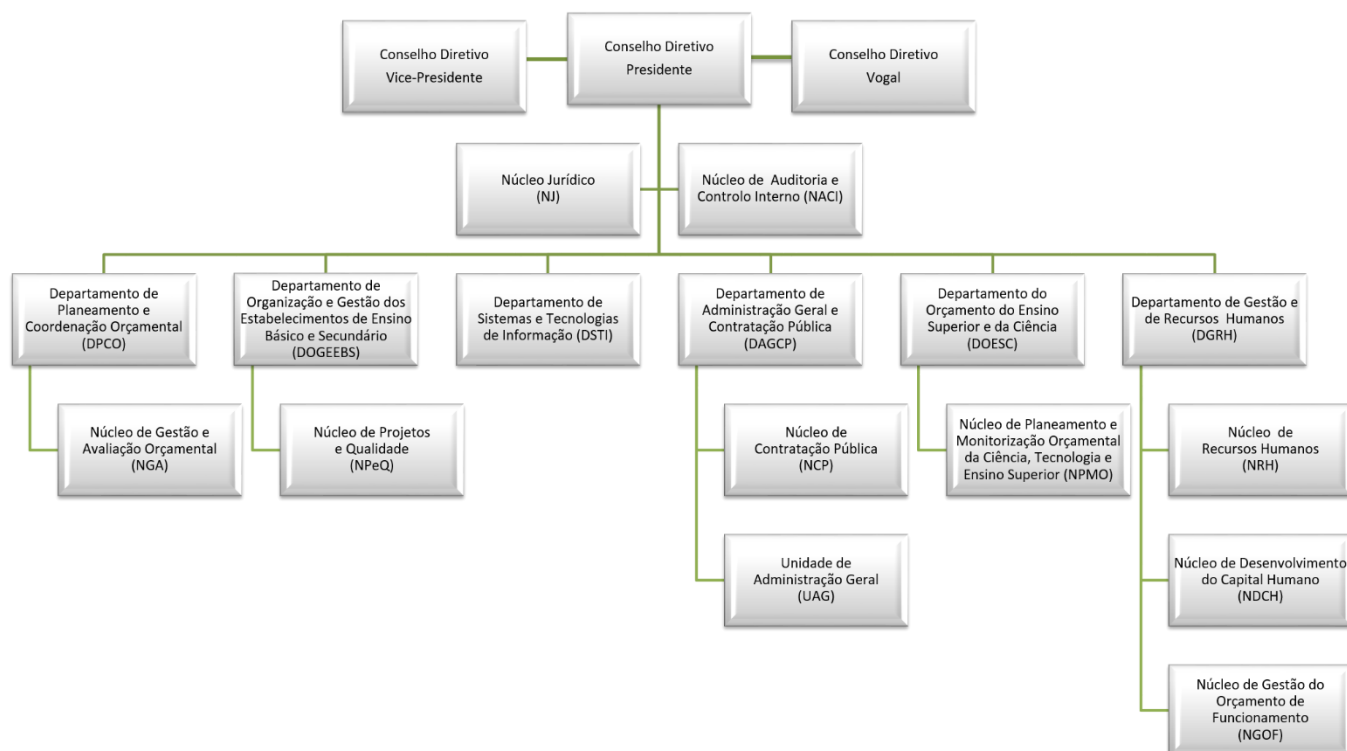 Conselho Diretivo
Vice-Presidente
Conselho Diretivo
Presidente
Conselho Diretivo
Vogal
Núcleo Jurídico
(NJ)
Núcleo de Auditoria e
Controlo Interno (NACI)
Departamento de
Planeamento e
Coordenação Orçamental
(DPCO)
Departamento de
Organização e Gestão dos
Estabelecimentos de Ensino
Básico e Secundário
(DOGEEBS)
Departamento de
Sistemas e Tecnologias
de Informação (DSTI)
Departamento de
Administração Geral e
Contratação Pública
(DAGCP)
Departamento do
Orçamento do Ensino
Superior e da Ciência
(DOESC)
Departamento de Gestão e
de Recursos Humanos
(DGRH)
Núcleo de Gestão e
Avaliação Orçamental
(NGA)
Núcleo de Projetos
e Qualidade
(NPeQ)
Núcleo de
Contratação Pública
(NCP)
Núcleo de Planeamento e
Monitorização Orçamental
da Ciência, Tecnologia e
Ensino Superior (NPMO)
Núcleo de
Recursos Humanos
(NRH)
Unidade de
Administração Geral
(UAG)
Núcleo de Desenvolvimento
do Capital Humano
(NDCH)
Núcleo de Gestão do
Orçamento de
Funcionamento
(NGOF)